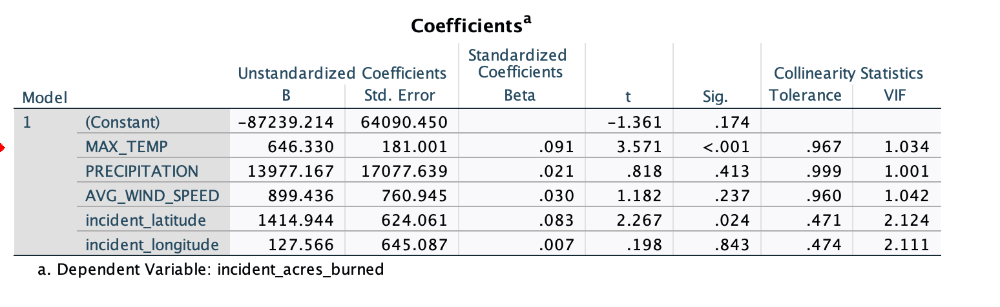 Coefficientsa
Unstandardized Coefficients Standardized Coefficients Collinearity Statistics
Model B Std. Error Beta t Sig. Tolerance VIF
1 (Constant) -87239.214 64090.450 -1.361 .174
MAX_TEMP 646.330 181.001 .091 3.571 <.001 .967 1.034
PRECIPITATION 13977.167 17077.639 .021 .818 .413 .999 1.001
AVG_WIND_SPEED 899.436 760.945 .030 1.182 .237 .960 1.042
incident_latitude 1414.944 624.061 .083 2.267 .024 .471 2.124
incident_longitude 127.566 645.087 .007 .198 .843 .474 2.111
a. Dependent Variable: incident_acres_burned